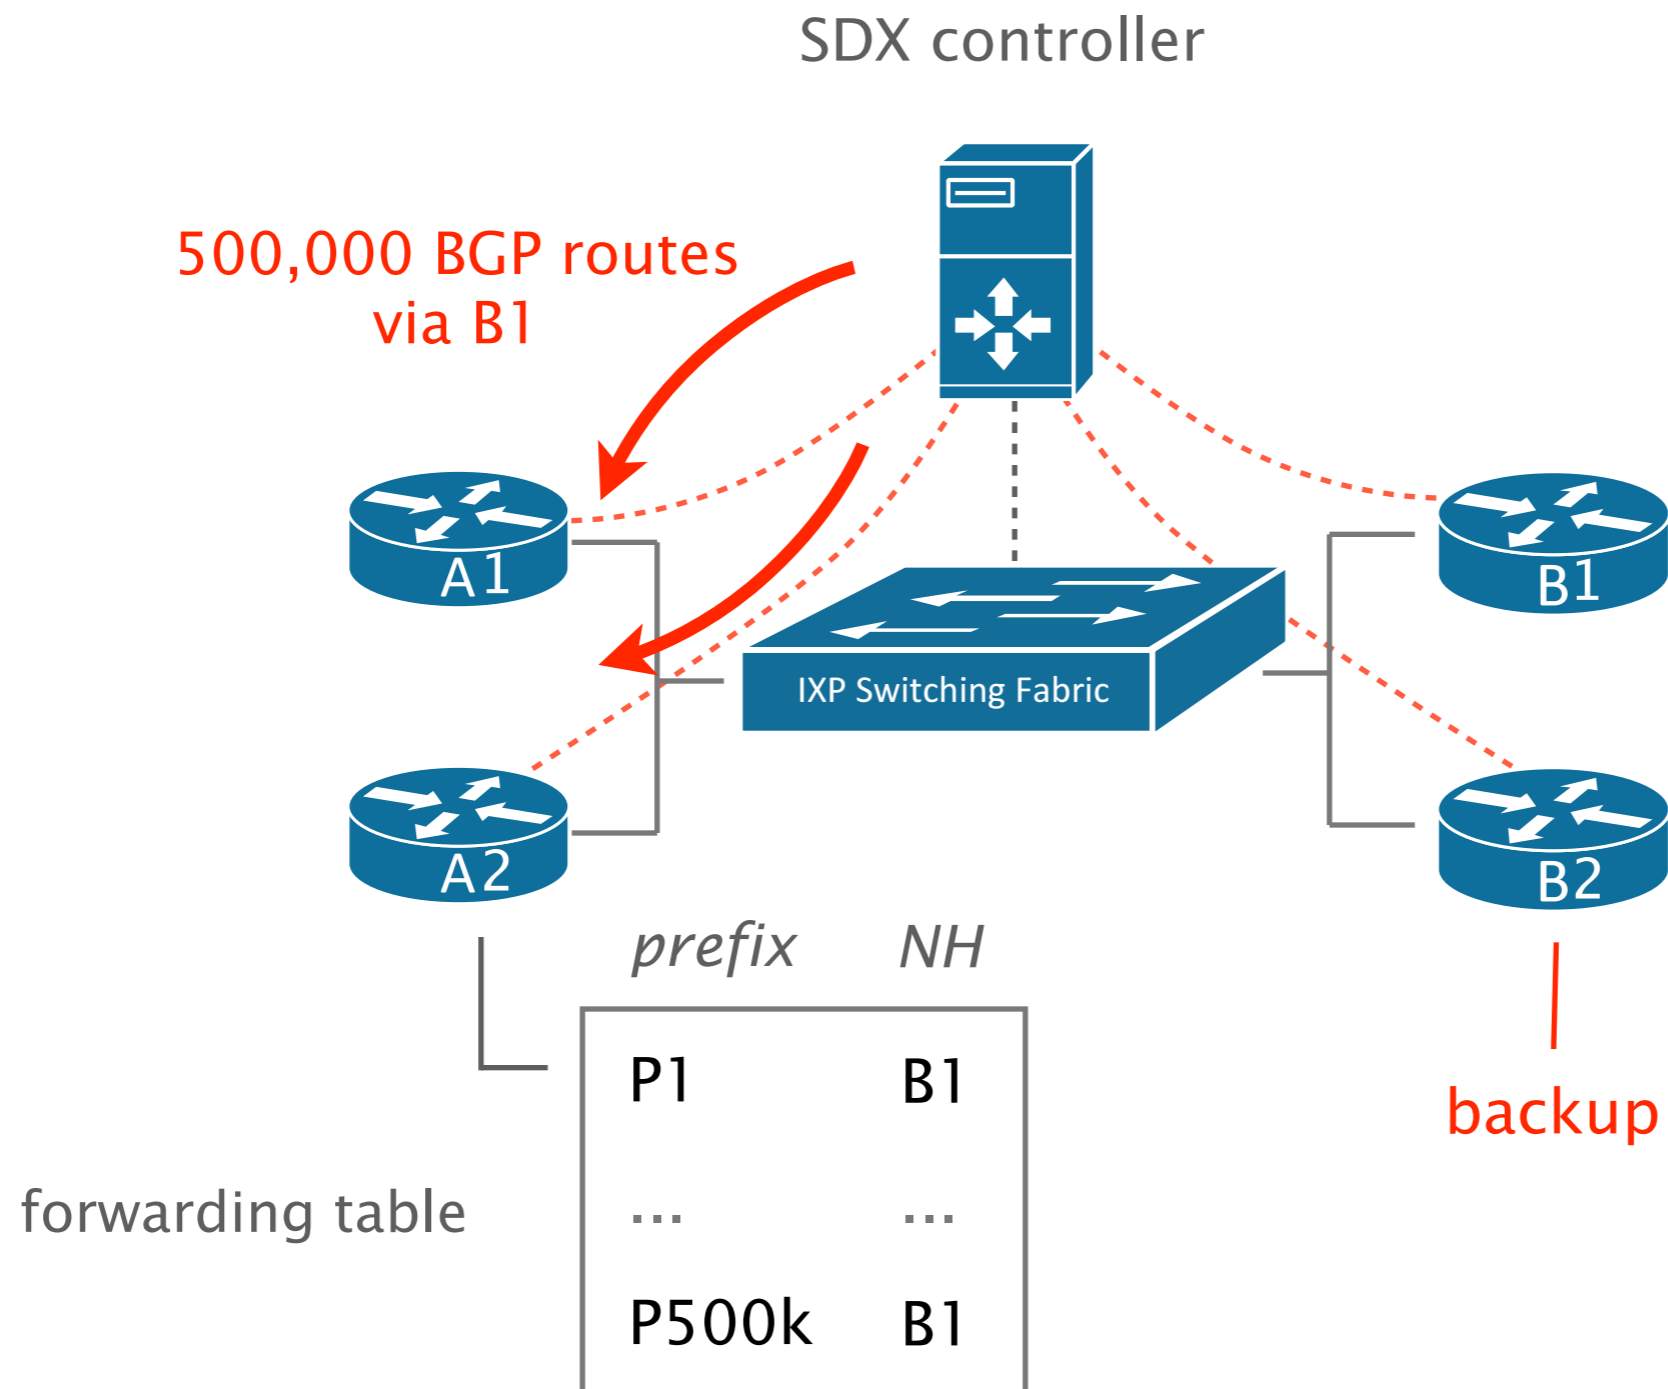 SDX controller
500,000 BGP routes
via B1
A1
B1
IXP Switching Fabric
A2
B2
prefix NH
P1 B1
backup
forwarding table
... ...
P500k B1